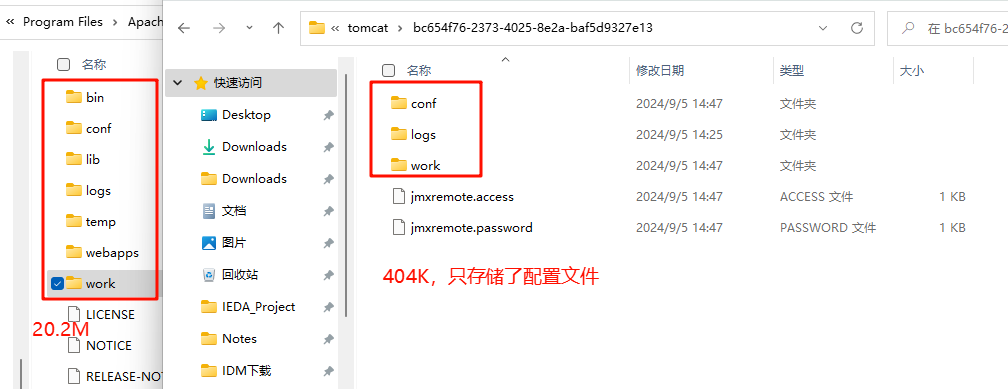 « Program Files › Apach
名称
bin
conf
lib
logs
temp
webapps
work
LICENSE
20.2M
NOTICE
RELEASE-NO
« tomcat › bc654f76-2373-4025-8e2a-baf5d9327e13
在 bc654f76-2
快速访问
Desktop
Downloads
Downloads
文档
图片
回收站
IEDA_Project
Notes
IDM下载
名称 修改日期 类型 大小
conf 2024/9/5 14:47 文件夹
logs 2024/9/5 14:25 文件夹
work 2024/9/5 14:47 文件夹
jmxremote.access 2024/9/5 14:47 ACCESS 文件 1 KB
jmxremote.password 2024/9/5 14:47 PASSWORD 文件 1 KB
404K，只存储了配置文件